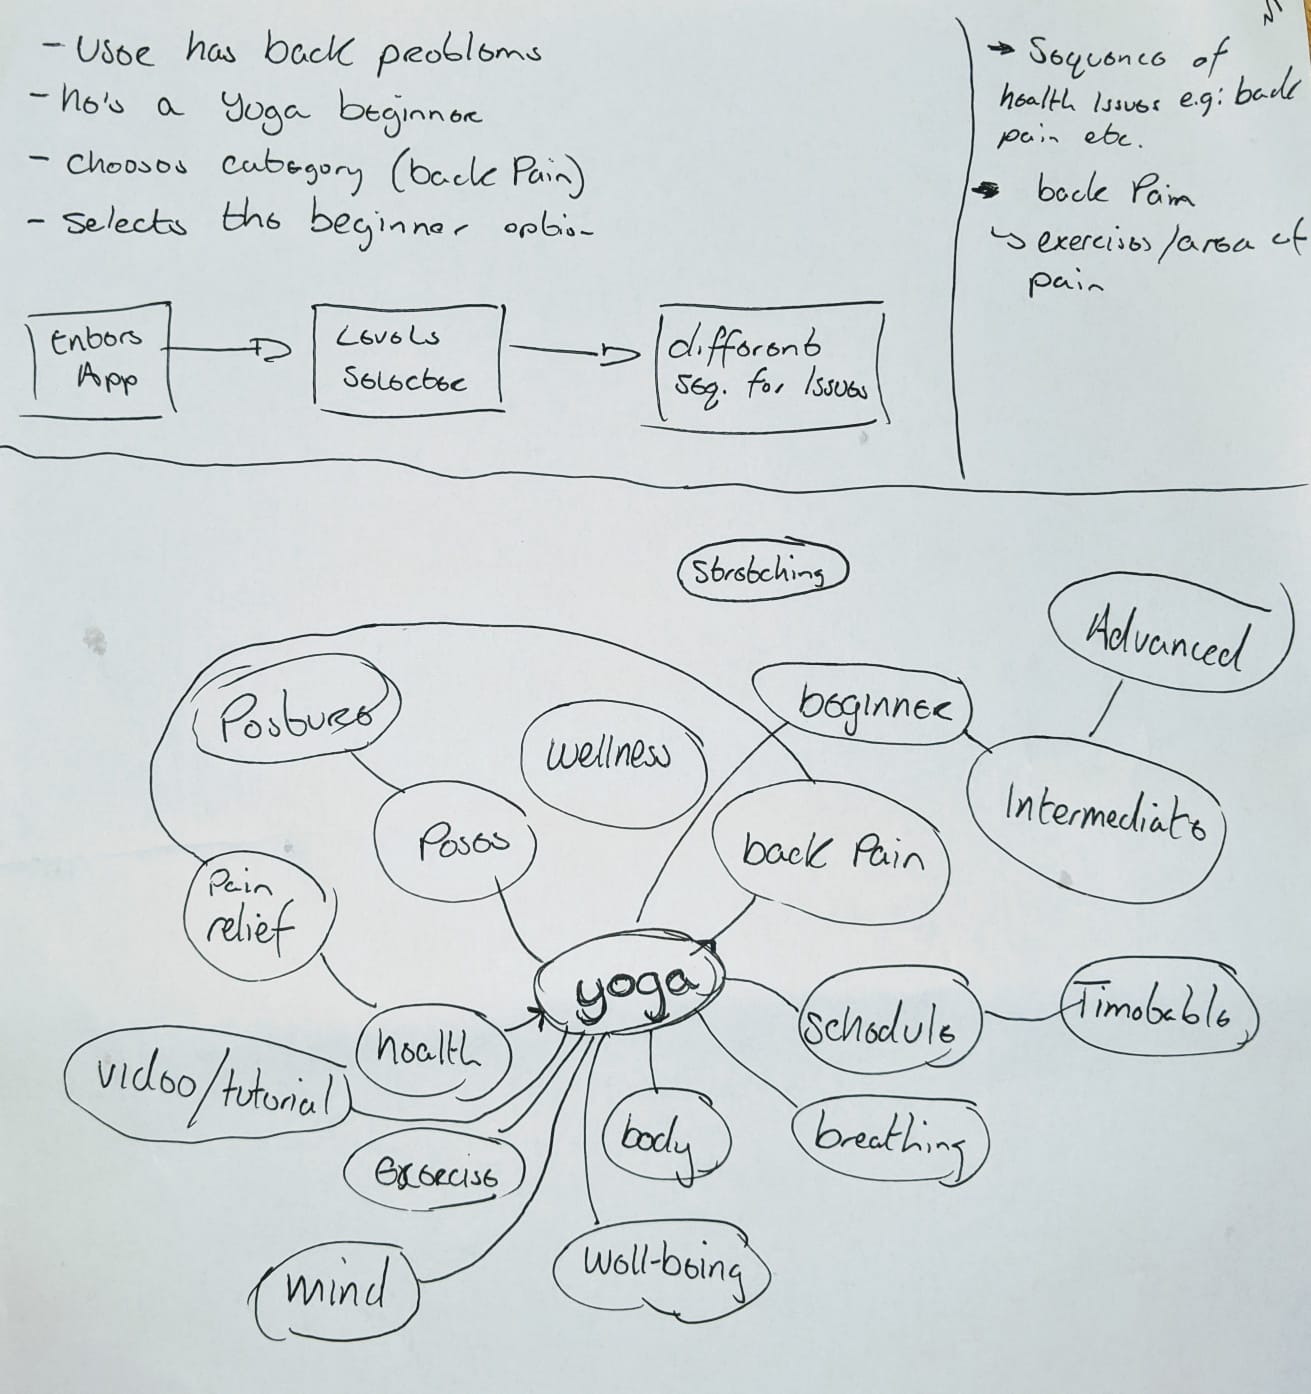 - User has back problems
- he's a yoga beginner
- chooses category (back Pain)
- Selects the beginner option
→ Sequence of
health Issues e.g: back
pain etc.
→ back Pain
↳ exercises/area of
pain
Enters
App
Levels
Selector
different
seq. for Issues
Stretching
Advanced
beginner
Postures
wellness
Intermediate
Poses
back Pain
Pain
relief
yoga
Timetable
schedule
health
video/tutorial
body
breathing
Exercise
well-being
mind